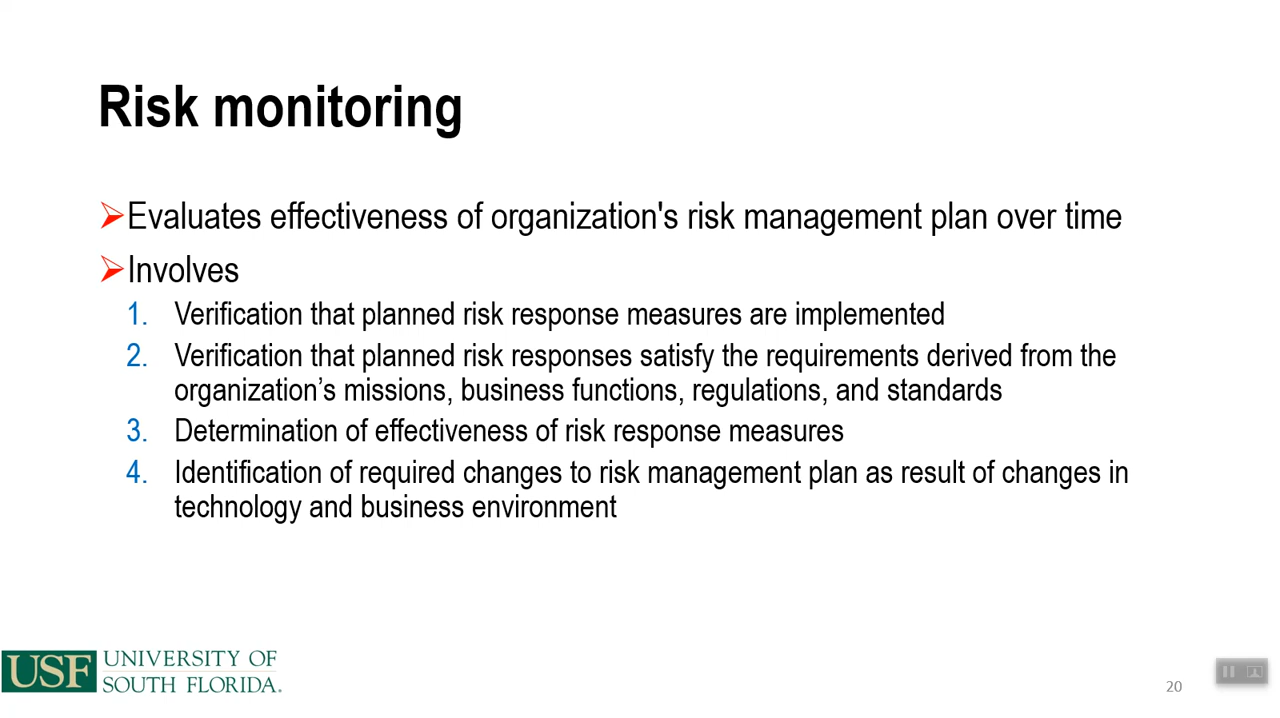 Risk monitoring
Evaluates effectiveness of organization's risk management plan over time
Involves
1. Verification that planned risk response measures are implemented
2. Verification that planned risk responses satisfy the requirements derived from the
organization’s missions, business functions, regulations, and standards
3. Determination of effectiveness of risk response measures
4. Identification of required changes to risk management plan as result of changes in
technology and business environment
USF UNIVERSITY OF
SOUTH FLORIDA.
20